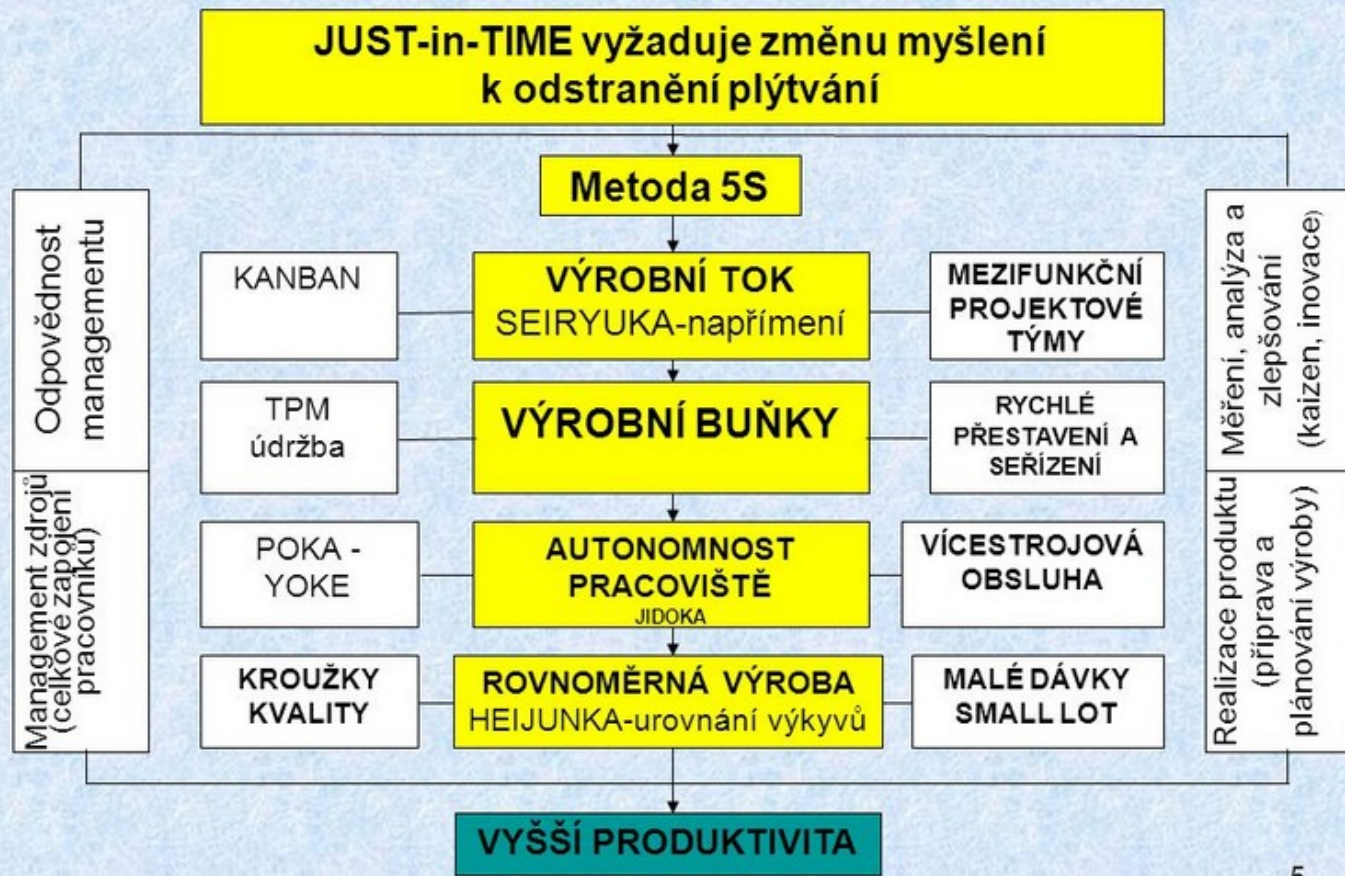 JUST-in-TIME vyžaduje změnu myšlení
k odstranění plýtvání
Metoda 5S
Odpovědnost
managementu
Management zdrojů
(celkové zapojení
pracovníků)
KANBAN
VÝROBNÍ TOK
SEIRYUKA-napřímení
MEZIFUNKČNÍ
PROJEKTOVÉ
TÝMY
TPM
údržba
VÝROBNÍ BUŇKY
RYCHLÉ
PŘESTAVENÍ A
SEŘÍZENÍ
POKA -
YOKE
AUTONOMNOST
PRACOVIŠTĚ
JIDOKA
VÍCESTROJOVÁ
OBSLUHA
KROUŽKY
KVALITY
ROVNOMĚRNÁ VÝROBA
HEIJUNKA-urovnání výkyvů
MALÉ DÁVKY
SMALL LOT
Měření, analýza a
zlepšování
(kaizen, inovace)
Realizace produktu
(příprava a
plánování výroby)
VYŠŠÍ PRODUKTIVITA
5